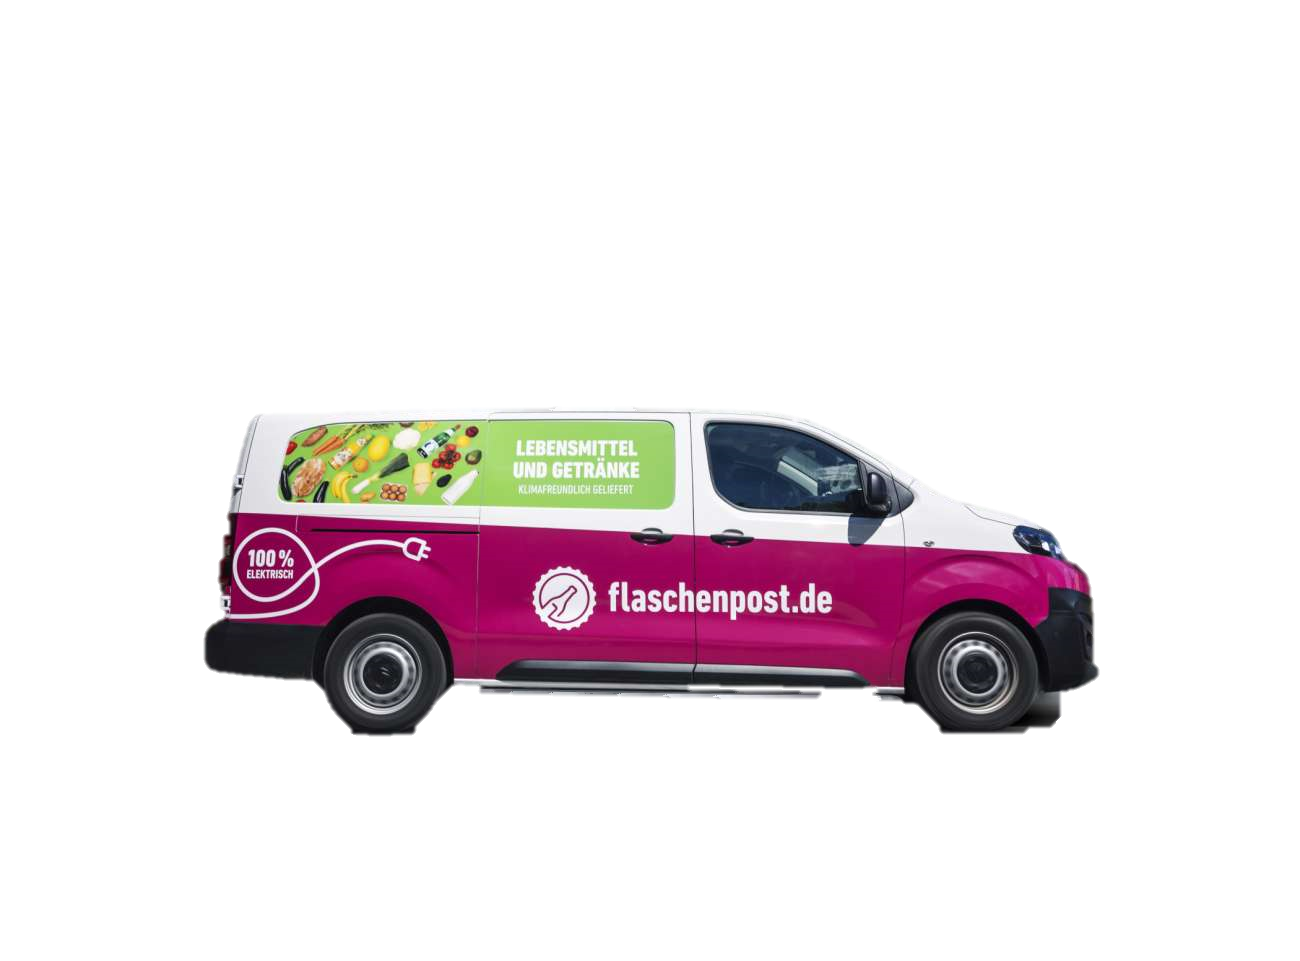 LEBENSMITTEL
UND GETRÄNKE
KLIMAFREUNDLICH GELIEFERT
100 %
ELEKTRISCH
flaschenpost.de